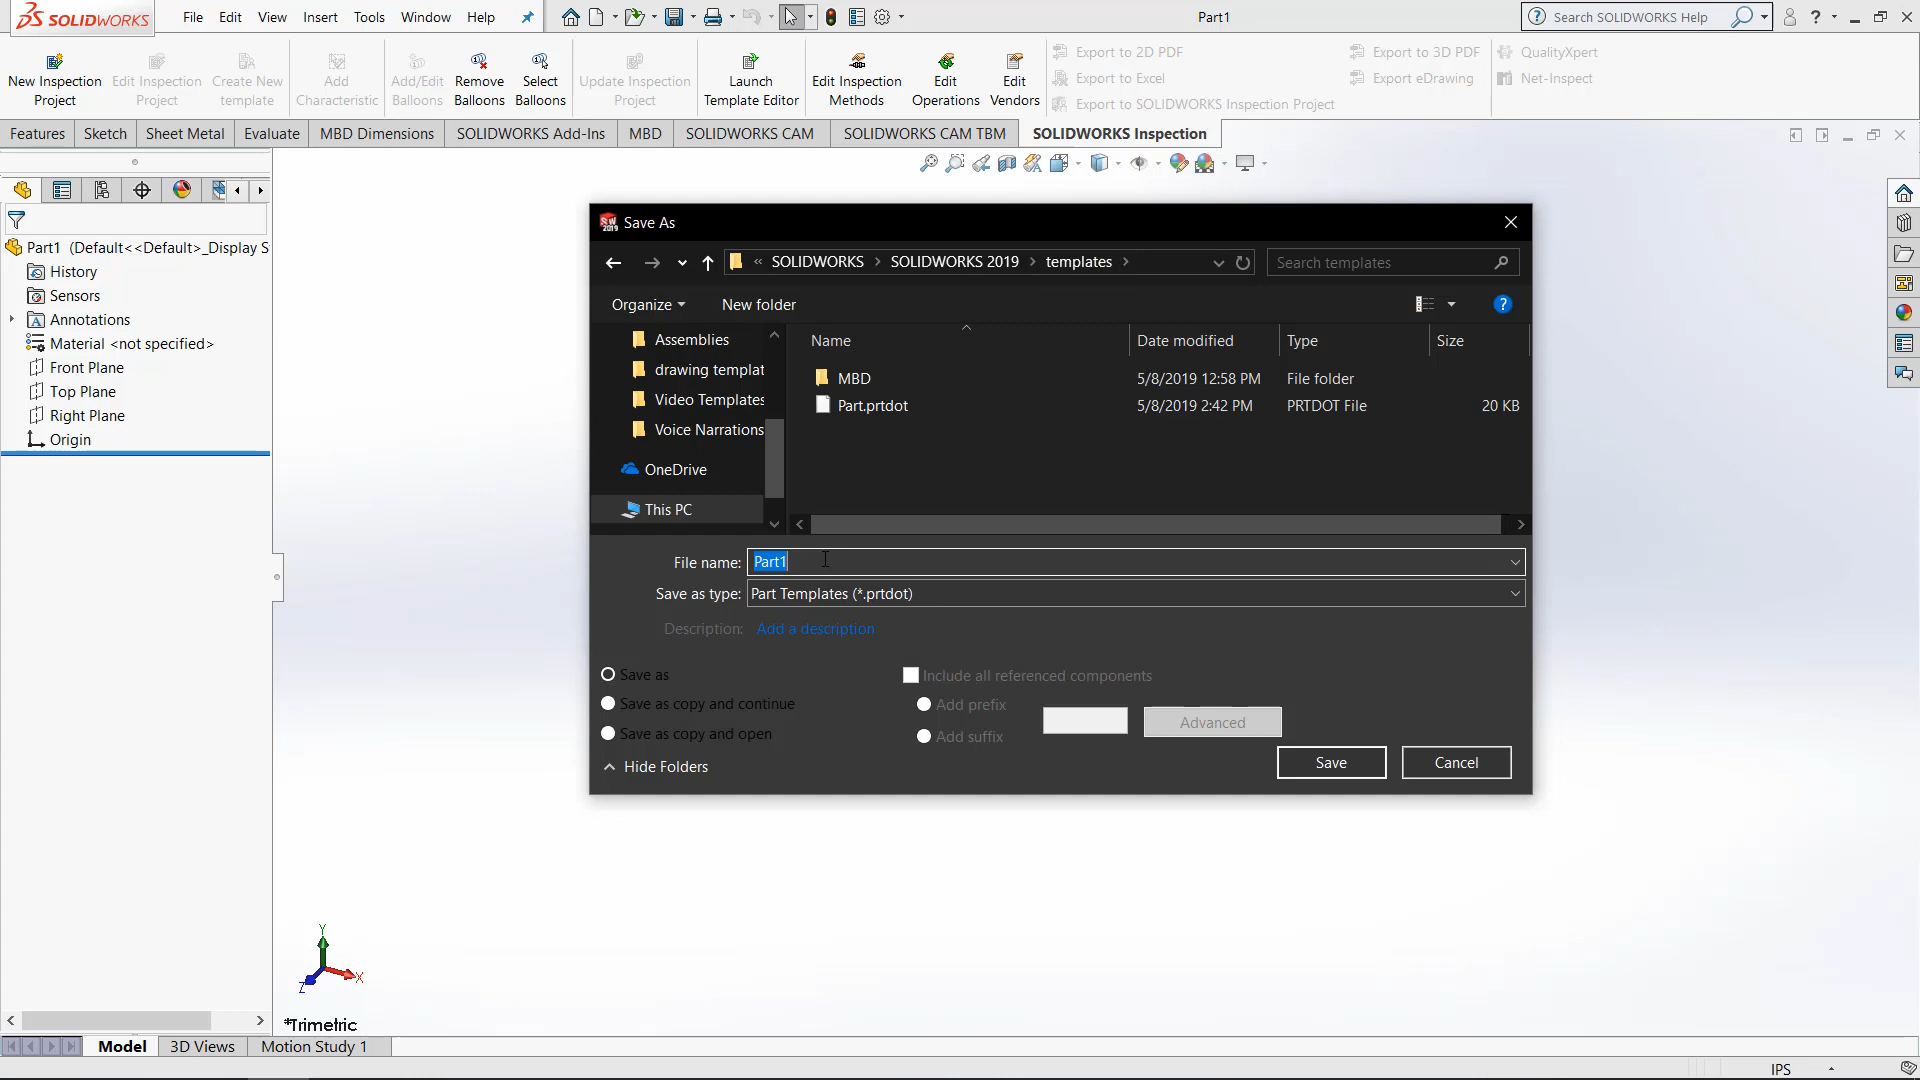 SOLIDWORKS File Edit View Insert Tools Window Help Part1 Search SOLIDWORKS Help
New Inspection Project
Edit Inspection Project
Create New template
Add Characteristic
Add/Edit Balloons
Remove Balloons
Select Balloons
Update Inspection Project
Launch Template Editor
Edit Inspection Methods
Edit Operations
Edit Vendors
Export to 2D PDF
Export to Excel
Export to SOLIDWORKS Inspection Project
Export to 3D PDF
Export eDrawing
QualityXpert
Net-Inspect
Features Sketch Sheet Metal Evaluate MBD Dimensions SOLIDWORKS Add-Ins MBD SOLIDWORKS CAM SOLIDWORKS CAM TBM SOLIDWORKS Inspection
Part1 (Default<<Default>_Display S
History
Sensors
Annotations
Material <not specified>
Front Plane
Top Plane
Right Plane
Origin
SW 2019 Save As
« SOLIDWORKS > SOLIDWORKS 2019 > templates > Search templates
Organize New folder
Assemblies
drawing templat
Video Templates
Voice Narrations
OneDrive
This PC
Name Date modified Type Size
MBD 5/8/2019 12:58 PM File folder
Part.prtdot 5/8/2019 2:42 PM PRTDOT File 20 KB
File name: Part1
Save as type: Part Templates (*.prtdot)
Description: Add a description
Save as
Save as copy and continue
Save as copy and open
Include all referenced components
Add prefix
Add suffix
Advanced
Hide Folders
Save Cancel
Y
X
Z
*Trimetric
Model 3D Views Motion Study 1
IPS